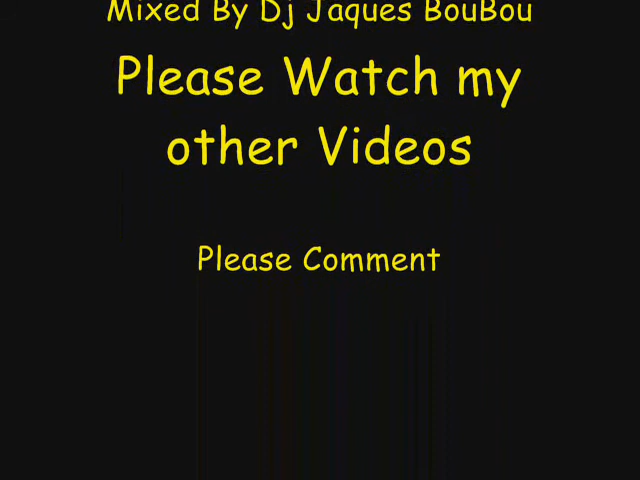 Mixed By Dj Jaques BouBou
Please Watch my
other Videos
Please Comment